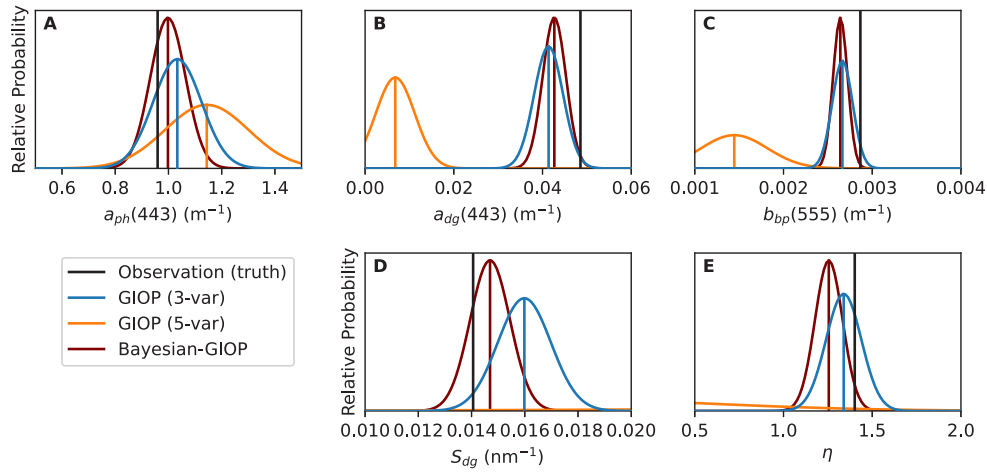 A
B
C
Relative Probability
0.6 0.8 1.0 1.2 1.4
0.00 0.02 0.04 0.06
0.001 0.002 0.003 0.004
a_ph(443) (m⁻¹)
a_dg(443) (m⁻¹)
b_bp(555) (m⁻¹)
Observation (truth)
GIOP (3-var)
GIOP (5-var)
Bayesian-GIOP
D
E
Relative Probability
0.010 0.012 0.014 0.016 0.018 0.020
0.5 1.0 1.5 2.0
S_dg (nm⁻¹)
η